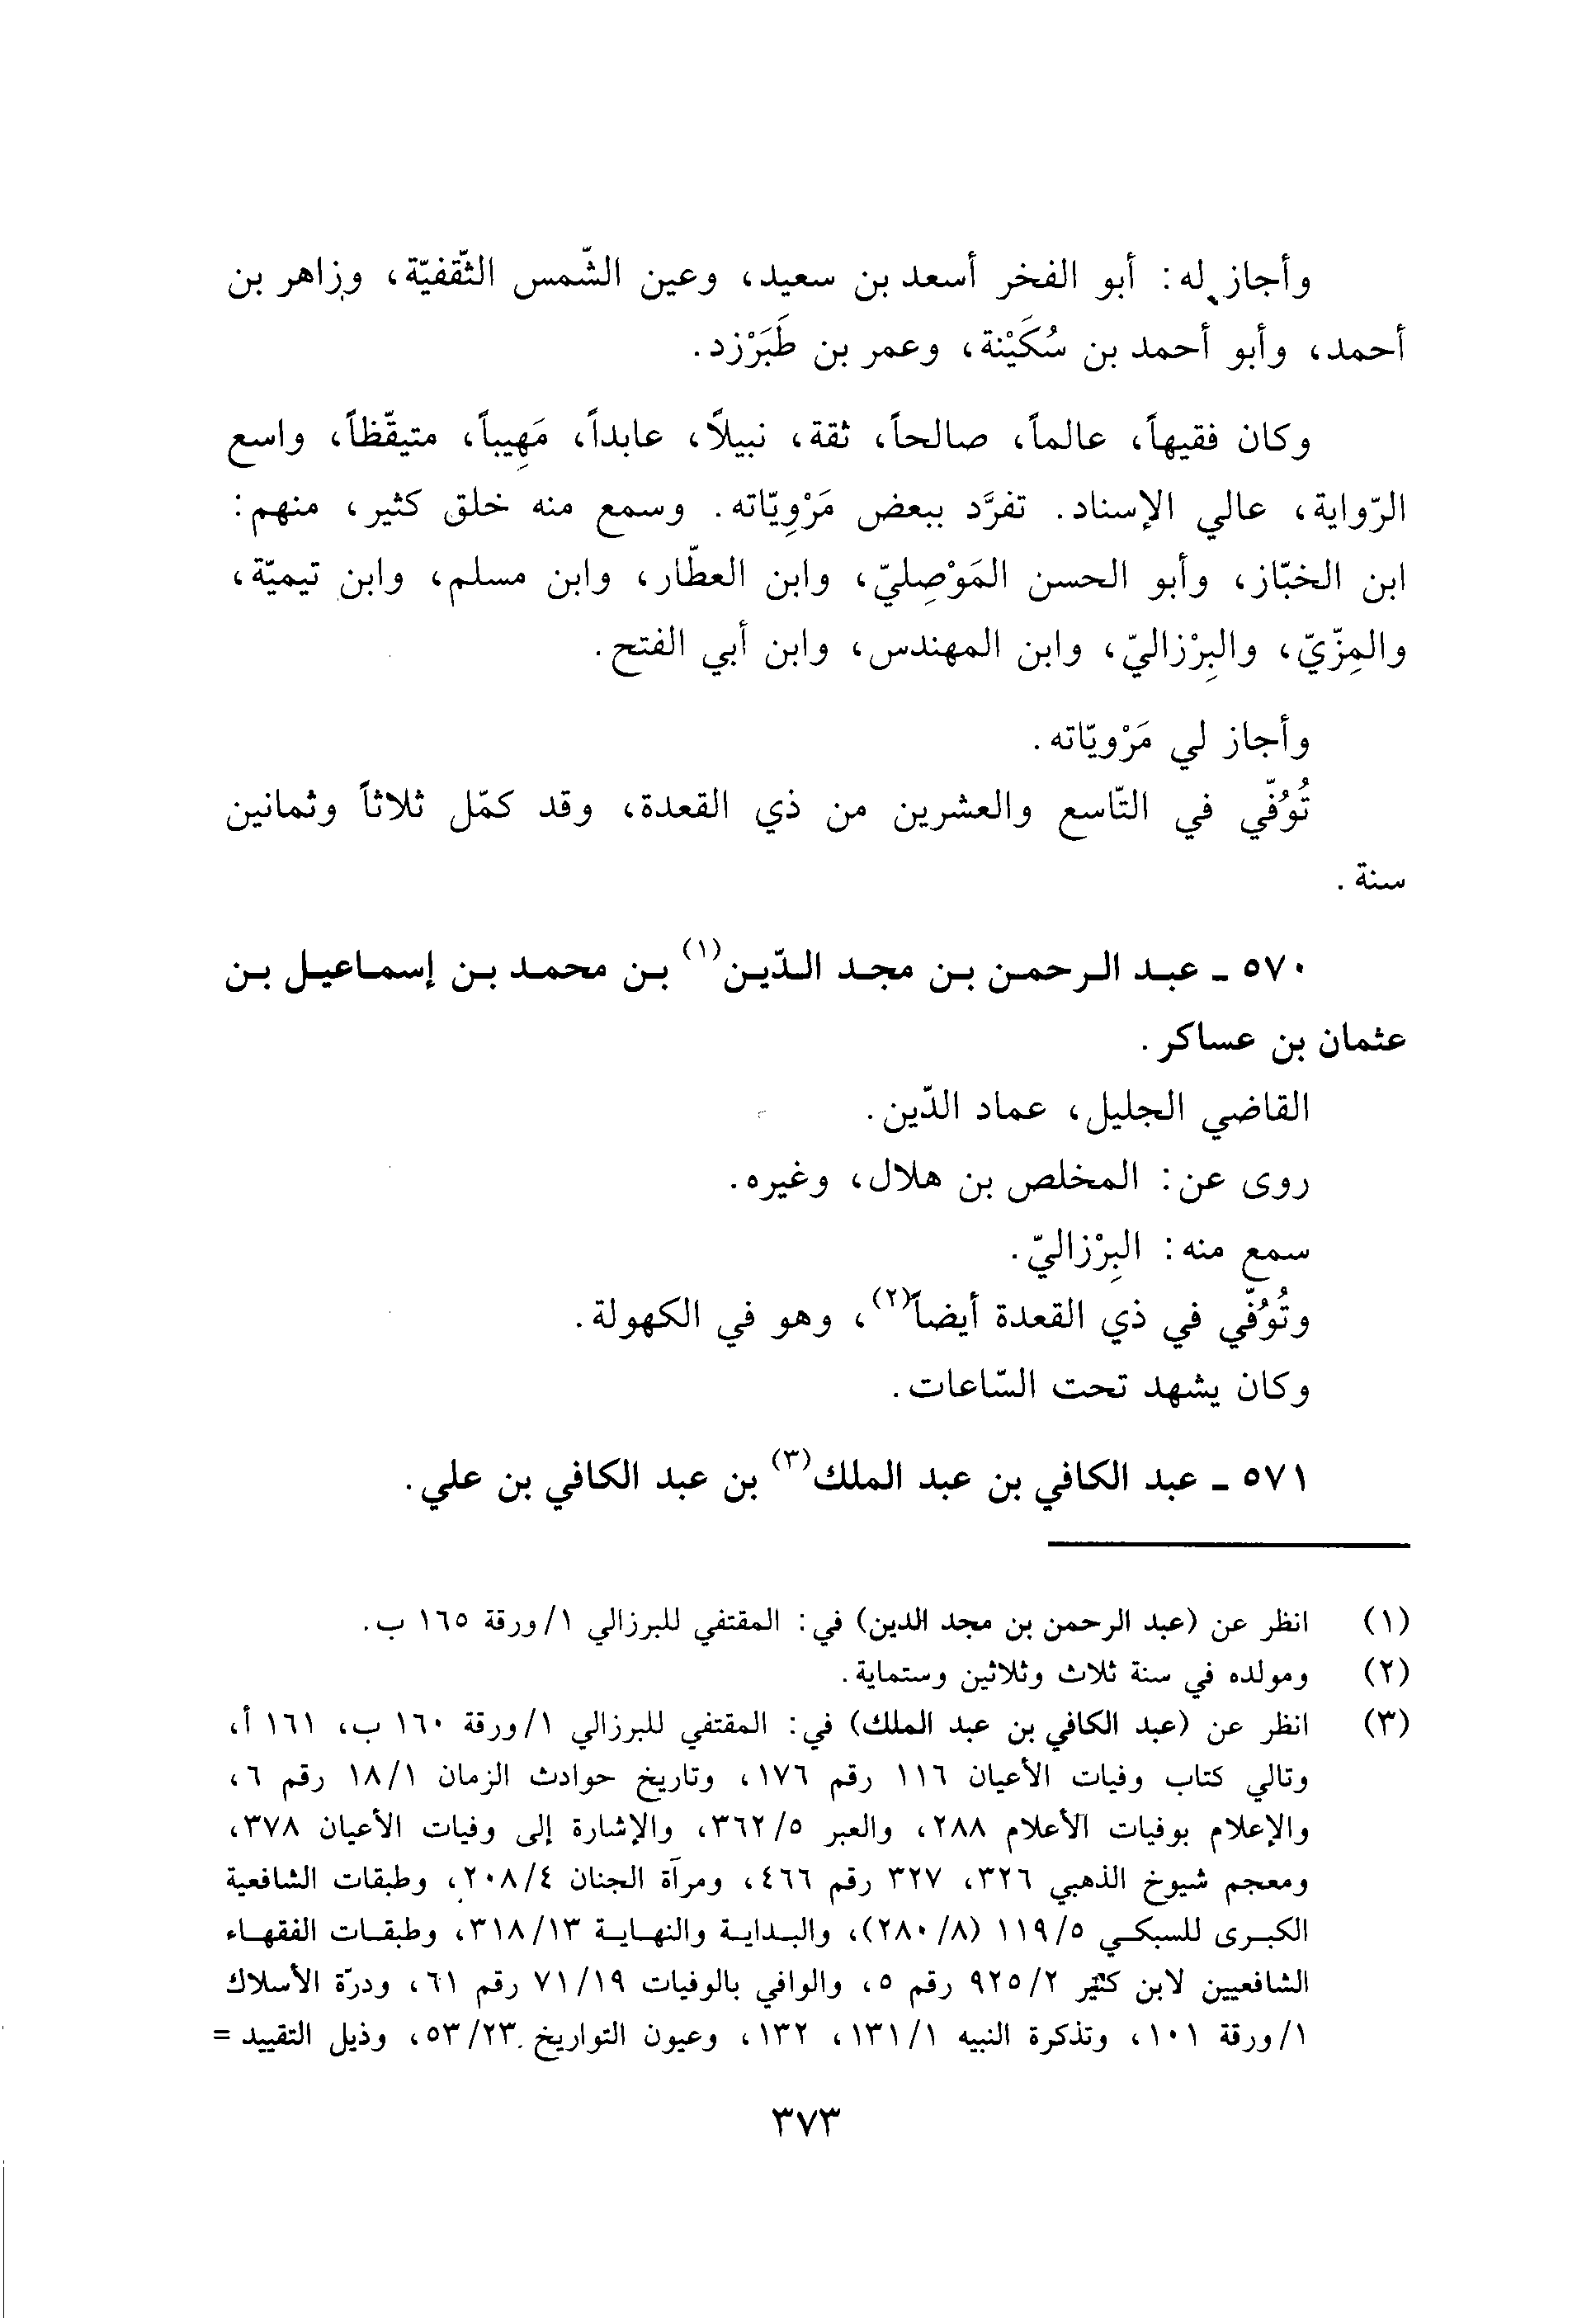 وأجاز له: أبو الفخر أسعد بن سعيد، وعين الشّمس الثّقفيّة، وزاهر بن
أحمد، وأبو أحمد بن سُكَيْنة، وعمر بن طَبَرْزد.
وكان فقيهاً، عالماً، صالحاً، ثقة، نبيلاً، عابداً، مَهِيباً، متيقّظاً، واسع
الرّواية، عالي الإسناد. تفرَّد ببعض مَرْوِيّاته. وسمع منه خلق كثير، منهم:
ابن الخبّاز، وأبو الحسن المَوْصِليّ، وابن العطّار، وابن مسلم، وابن تيميّة،
والمِزّيّ، والبِرْزاليّ، وابن المهندس، وابن أبي الفتح.
وأجاز لي مَرْويّاته.
تُوُفّي في التّاسع والعشرين من ذي القعدة، وقد كمّل ثلاثاً وثمانين
سنة.
٥٧٠ ـ عبد الرحمن بن مجد الدّين(١) بن محمد بن إسماعيل بن
عثمان بن عساكر.
القاضي الجليل، عماد الدّين.
روى عن: المخلص بن هلال، وغيره.
سمع منه: البِرْزاليّ.
وتُوُفّي في ذي القعدة أيضاً(٢)، وهو في الكهولة.
وكان يشهد تحت السّاعات.
٥٧١ ـ عبد الكافي بن عبد الملك(٣) بن عبد الكافي بن علي.
(١) انظر عن (عبد الرحمن بن مجد الدين) في: المقتفي للبرزالي ١/ورقة ١٦٥ ب.
(٢) ومولده في سنة ثلاث وثلاثين وستماية.
(٣) انظر عن (عبد الكافي بن عبد الملك) في: المقتفي للبرزالي ١/ورقة ١٦٠ ب، ١٦١ أ،
وتالي كتاب وفيات الأعيان ١١٦ رقم ١٧٦، وتاريخ حوادث الزمان ١٨/١ رقم ٦،
والإعلام بوفيات الأعلام ٢٨٨، والعبر ٣٦٢/٥، والإشارة إلى وفيات الأعيان ٣٧٨،
ومعجم شيوخ الذهبي ٣٢٦، ٣٢٧ رقم ٤٦٦، ومرآة الجنان ٢٠٨/٤، وطبقات الشافعية
الكبرى للسبكي ١١٩/٥ (٢٨٠/٨)، والبداية والنهاية ٣١٨/١٣، وطبقات الفقهاء
الشافعيين لابن كثير ٩٢٥/٢ رقم ٥، والوافي بالوفيات ٧١/١٩ رقم ٦١، ودرّة الأسلاك
١/ورقة ١٠١، وتذكرة النبيه ١٣١/١، ١٣٢، وعيون التواريخ ٥٣/٢٣، وذيل التقييد =
٣٧٣